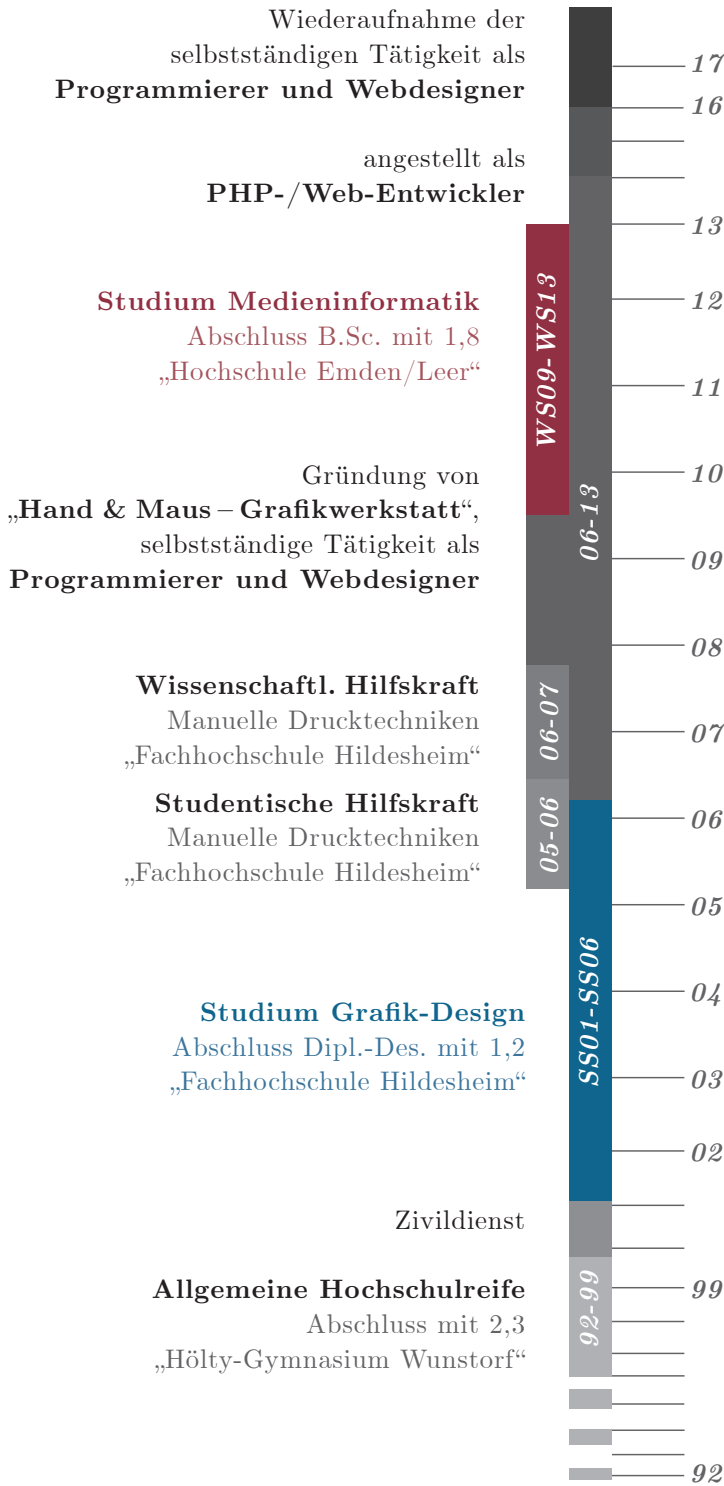 Wiederaufnahme der
selbstständigen Tätigkeit als
Programmierer und Webdesigner
angestellt als
PHP-/Web-Entwickler
Studium Medieninformatik
Abschluss B.Sc. mit 1,8
„Hochschule Emden/Leer“
Gründung von
„Hand & Maus – Grafikwerkstatt“,
selbstständige Tätigkeit als
Programmierer und Webdesigner
Wissenschaftl. Hilfskraft
Manuelle Drucktechniken
„Fachhochschule Hildesheim“
Studentische Hilfskraft
Manuelle Drucktechniken
„Fachhochschule Hildesheim“
Studium Grafik-Design
Abschluss Dipl.-Des. mit 1,2
„Fachhochschule Hildesheim“
Zivildienst
Allgemeine Hochschulreife
Abschluss mit 2,3
„Hölty-Gymnasium Wunstorf“
WS09-WS13
06-13
06-07
05-06
SS01-SS06
92-99
17
16
13
12
11
10
09
08
07
06
05
04
03
02
99
92